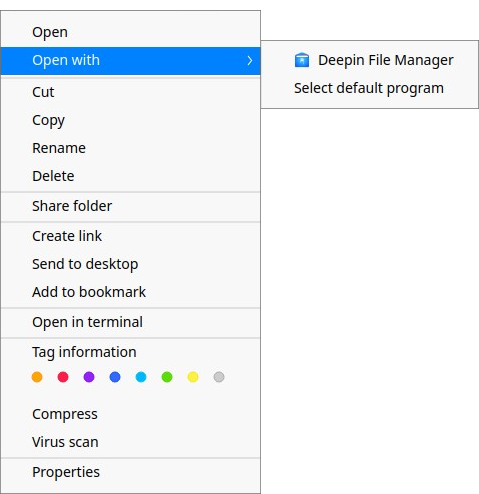 Open
Open with
Deepin File Manager
Select default program
Cut
Copy
Rename
Delete
Share folder
Create link
Send to desktop
Add to bookmark
Open in terminal
Tag information
Compress
Virus scan
Properties